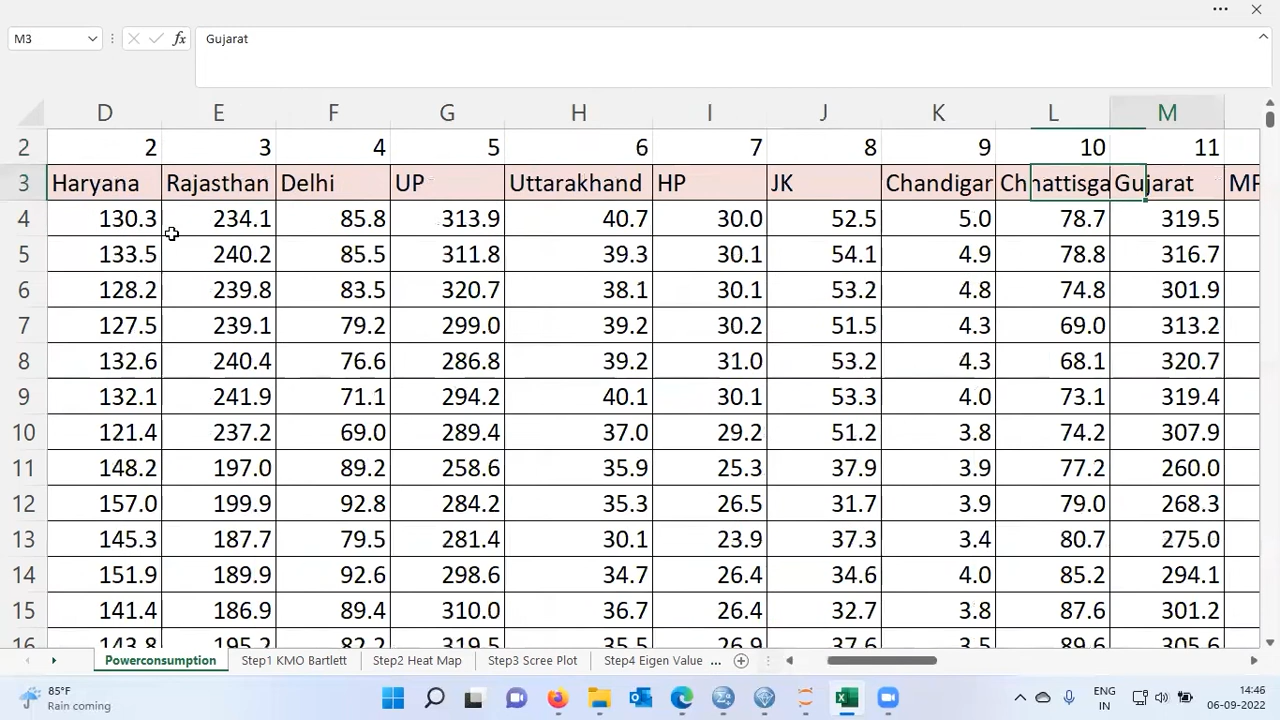 M3 fx Gujarat
D E F G H I J K L M
2 2 3 4 5 6 7 8 9 10 11
3 Haryana Rajasthan Delhi UP Uttarakhand HP JK Chandigar Chhattisga Gujarat MP
4 130.3 234.1 85.8 313.9 40.7 30.0 52.5 5.0 78.7 319.5
5 133.5 240.2 85.5 311.8 39.3 30.1 54.1 4.9 78.8 316.7
6 128.2 239.8 83.5 320.7 38.1 30.1 53.2 4.8 74.8 301.9
7 127.5 239.1 79.2 299.0 39.2 30.2 51.5 4.3 69.0 313.2
8 132.6 240.4 76.6 286.8 39.2 31.0 53.2 4.3 68.1 320.7
9 132.1 241.9 71.1 294.2 40.1 30.1 53.3 4.0 73.1 319.4
10 121.4 237.2 69.0 289.4 37.0 29.2 51.2 3.8 74.2 307.9
11 148.2 197.0 89.2 258.6 35.9 25.3 37.9 3.9 77.2 260.0
12 157.0 199.9 92.8 284.2 35.3 26.5 31.7 3.9 79.0 268.3
13 145.3 187.7 79.5 281.4 30.1 23.9 37.3 3.4 80.7 275.0
14 151.9 189.9 92.6 298.6 34.7 26.4 34.6 4.0 85.2 294.1
15 141.4 186.9 89.4 310.0 36.7 26.4 32.7 3.8 87.6 301.2
16 143.8 195.2 82.2 319.5 35.5 26.9 37.6 3.5 89.6 305.6
Powerconsumption Step1 KMO Bartlett Step2 Heat Map Step3 Scree Plot Step4 Eigen Value ...
85°F
Rain coming
ENG
IN
14:46
06-09-2022